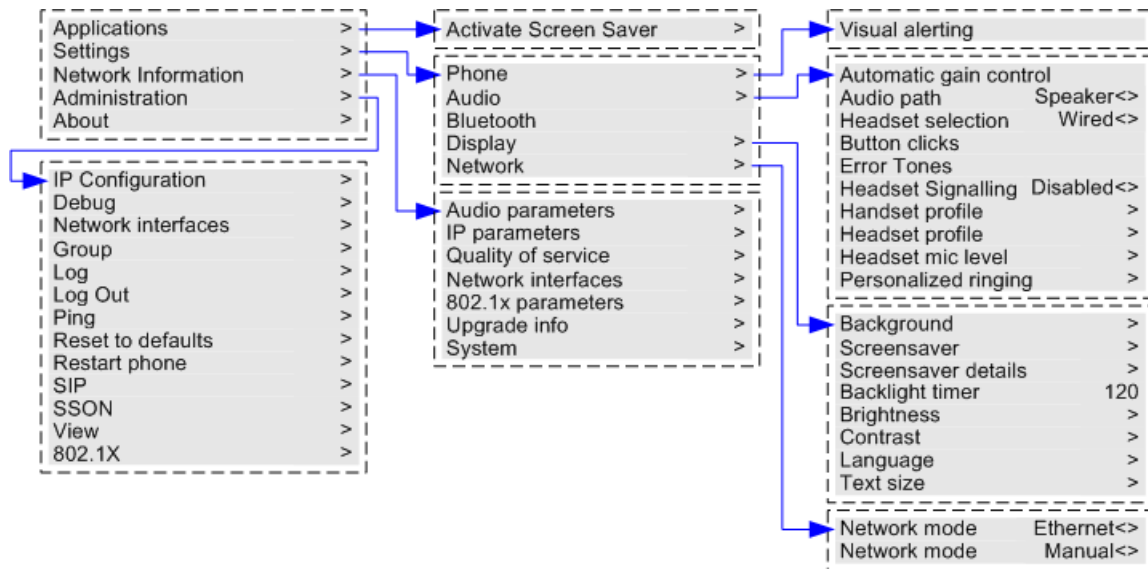 Applications >
Settings >
Network Information >
Administration >
About >
IP Configuration >
Debug >
Network interfaces >
Group >
Log >
Log Out >
Ping >
Reset to defaults >
Restart phone >
SIP >
SSON >
View >
802.1X >
Activate Screen Saver >
Phone >
Audio >
Bluetooth
Display >
Network >
Audio parameters >
IP parameters >
Quality of service >
Network interfaces >
802.1x parameters >
Upgrade info >
System >
Visual alerting
Automatic gain control
Audio path Speaker<>
Headset selection Wired<>
Button clicks
Error Tones
Headset Signalling Disabled<>
Handset profile >
Headset profile >
Headset mic level >
Personalized ringing >
Background >
Screensaver >
Screensaver details >
Backlight timer 120
Brightness >
Contrast >
Language >
Text size >
Network mode Ethernet<>
Network mode Manual<>